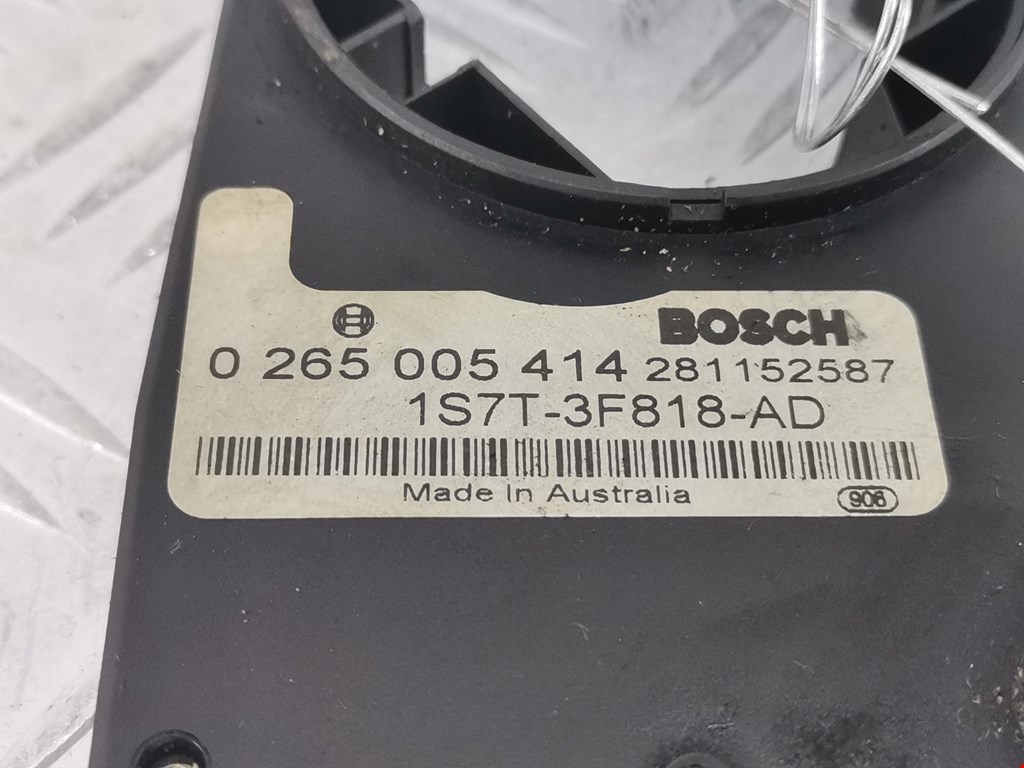 BOSCH
0 265 005 414 281152587
1S7T-3F818-AD
Made In Australia
906